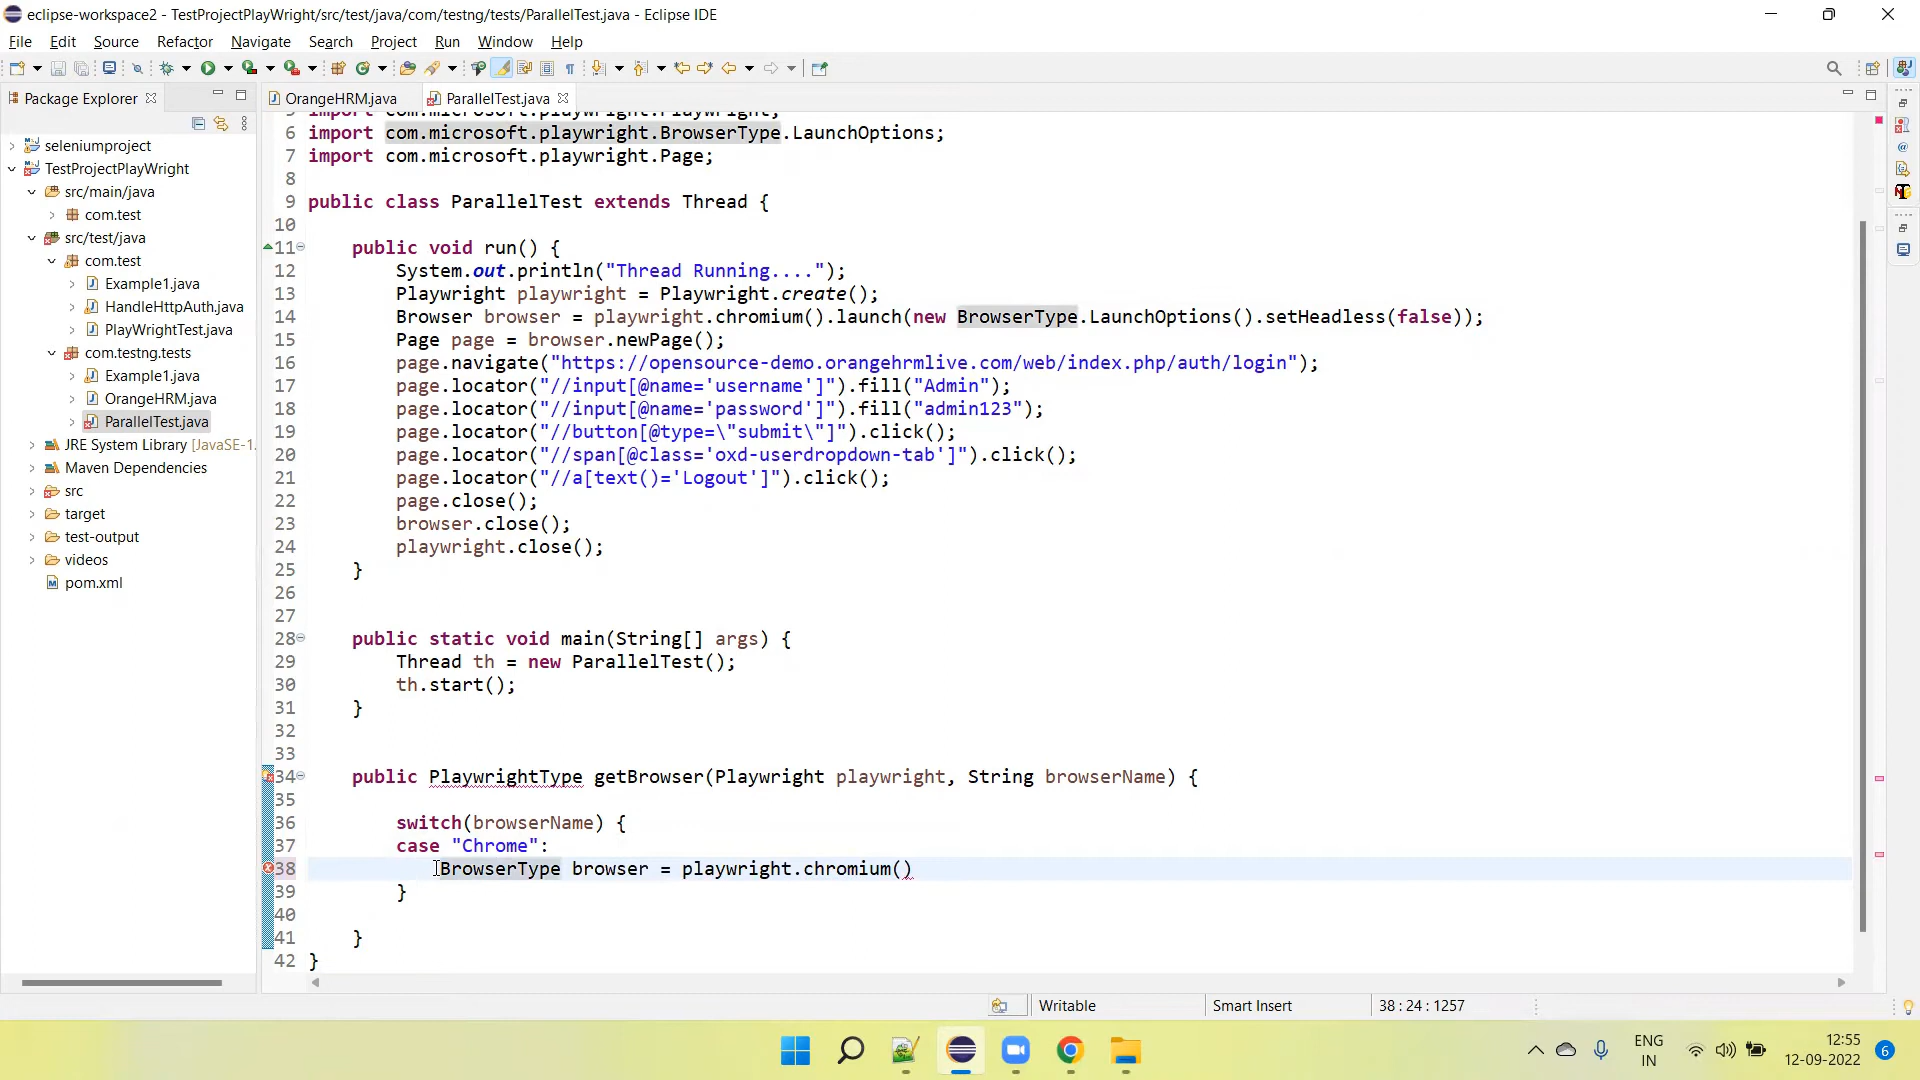 eclipse-workspace2 - TestProjectPlayWright/src/test/java/com/testng/tests/ParallelTest.java - Eclipse IDE
File Edit Source Refactor Navigate Search Project Run Window Help
Package Explorer
OrangeHRM.java ParallelTest.java
seleniumproject
TestProjectPlayWright
src/main/java
com.test
src/test/java
com.test
Example1.java
HandleHttpAuth.java
PlayWrightTest.java
com.testng.tests
Example1.java
OrangeHRM.java
ParallelTest.java
JRE System Library [JavaSE-1.
Maven Dependencies
src
target
test-output
videos
pom.xml
5 import com.microsoft.playwright.Playwright;
6 import com.microsoft.playwright.BrowserType.LaunchOptions;
7 import com.microsoft.playwright.Page;
8
9 public class ParallelTest extends Thread {
10
11 public void run() {
12 System.out.println("Thread Running....");
13 Playwright playwright = Playwright.create();
14 Browser browser = playwright.chromium().launch(new BrowserType.LaunchOptions().setHeadless(false));
15 Page page = browser.newPage();
16 page.navigate("https://opensource-demo.orangehrmlive.com/web/index.php/auth/login");
17 page.locator("//input[@name='username']").fill("Admin");
18 page.locator("//input[@name='password']").fill("admin123");
19 page.locator("//button[@type=\"submit\"]").click();
20 page.locator("//span[@class='oxd-userdropdown-tab']").click();
21 page.locator("//a[text()='Logout']").click();
22 page.close();
23 browser.close();
24 playwright.close();
25 }
26
27
28 public static void main(String[] args) {
29 Thread th = new ParallelTest();
30 th.start();
31 }
32
33
34 public PlaywrightType getBrowser(Playwright playwright, String browserName) {
35
36 switch(browserName) {
37 case "Chrome":
38 BrowserType browser = playwright.chromium()
39 }
40
41 }
42 }
Writable Smart Insert 38 : 24 : 1257
ENG
IN
12:55
12-09-2022
6